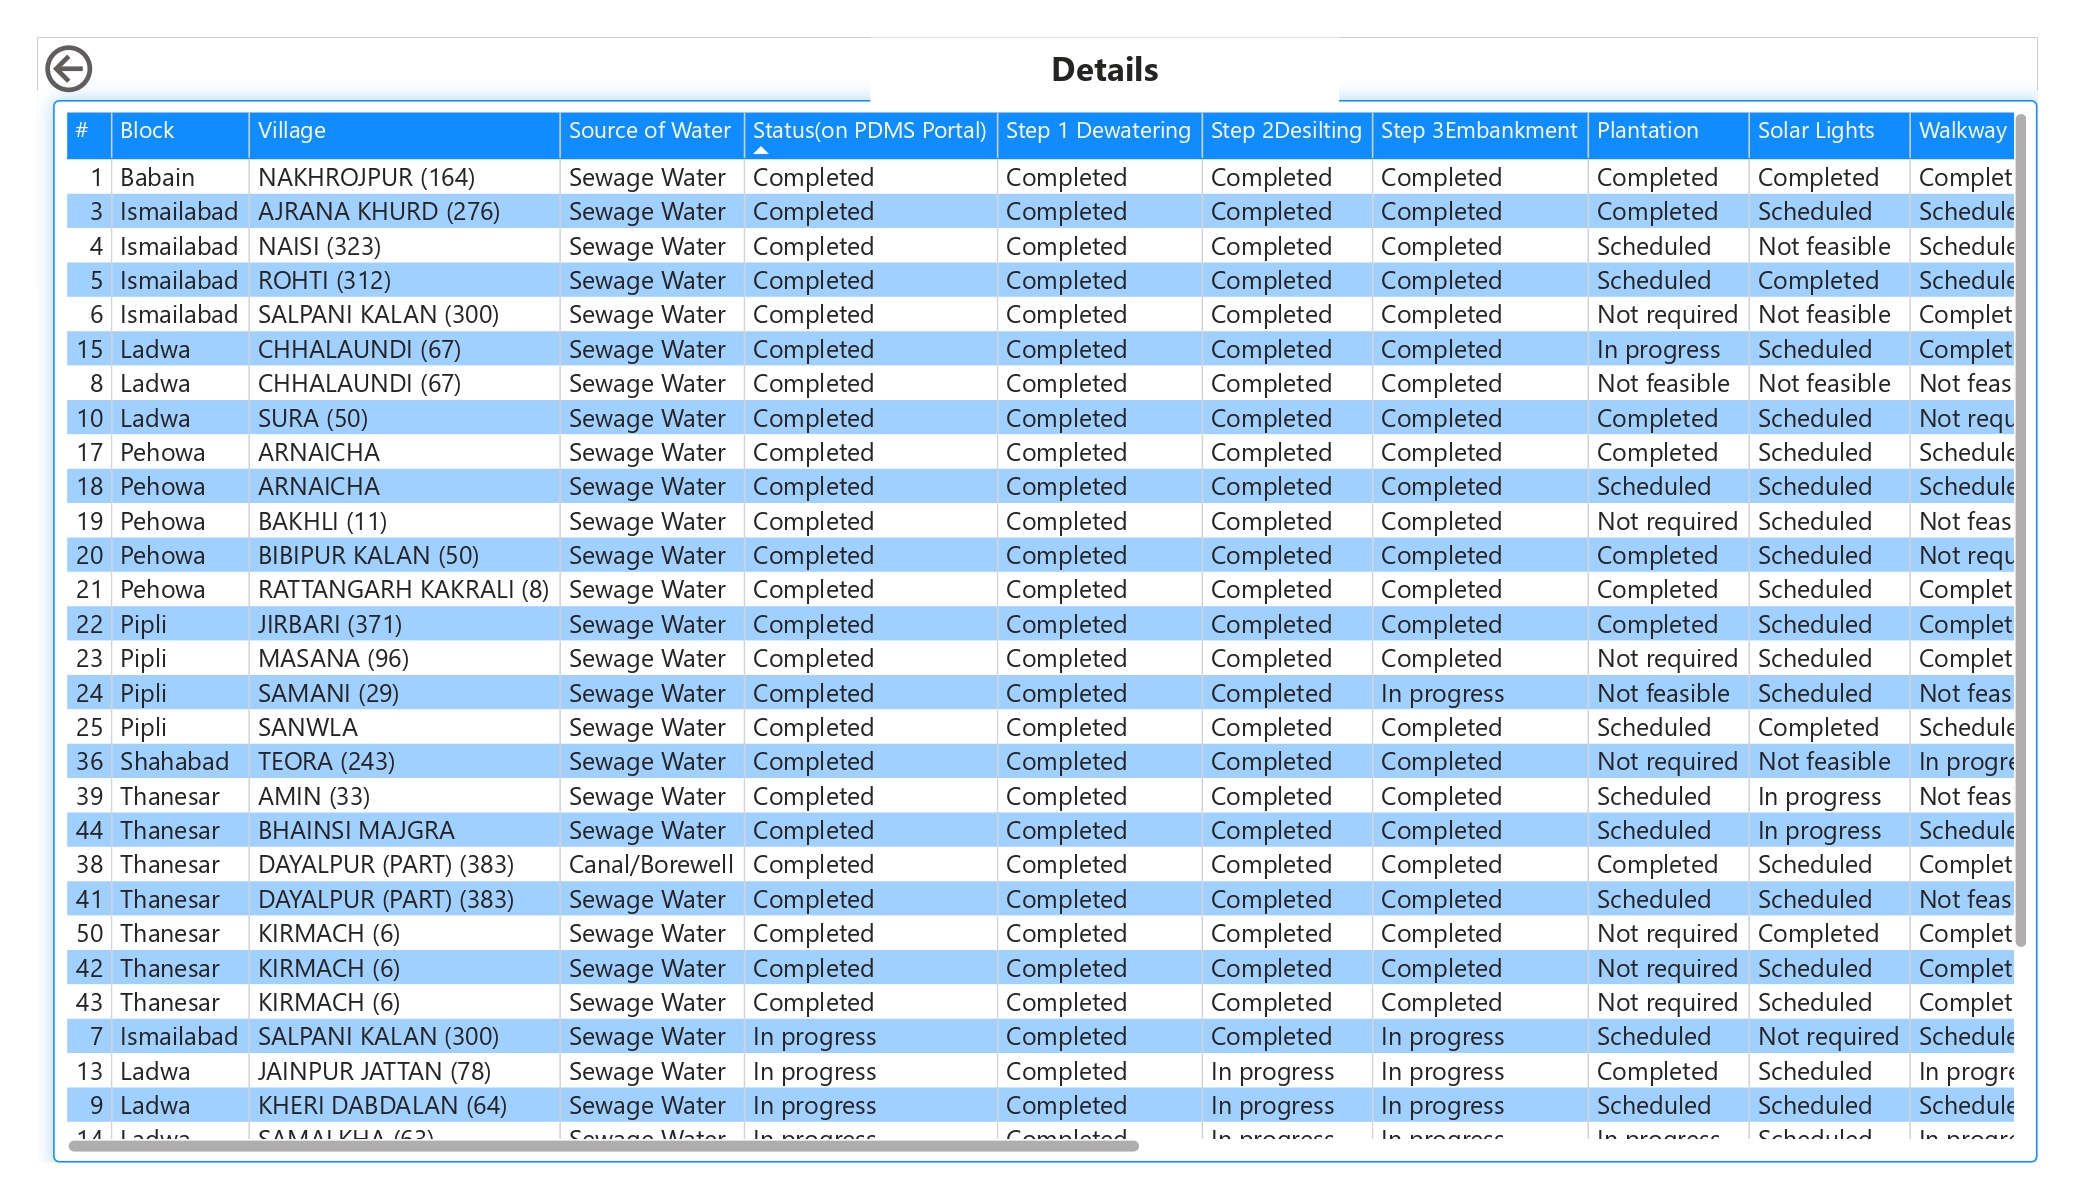 Details
# Block Village Source of Water Status(on PDMS Portal) Step 1 Dewatering Step 2Desilting Step 3Embankment Plantation Solar Lights Walkway
1 Babain NAKHROJPUR (164) Sewage Water Completed Completed Completed Completed Completed Completed Complet
3 Ismailabad AJRANA KHURD (276) Sewage Water Completed Completed Completed Completed Completed Scheduled Schedule
4 Ismailabad NAISI (323) Sewage Water Completed Completed Completed Completed Scheduled Not feasible Schedule
5 Ismailabad ROHTI (312) Sewage Water Completed Completed Completed Completed Scheduled Completed Schedule
6 Ismailabad SALPANI KALAN (300) Sewage Water Completed Completed Completed Completed Not required Not feasible Complet
15 Ladwa CHHALAUNDI (67) Sewage Water Completed Completed Completed Completed In progress Scheduled Complet
8 Ladwa CHHALAUNDI (67) Sewage Water Completed Completed Completed Completed Not feasible Not feasible Not feas
10 Ladwa SURA (50) Sewage Water Completed Completed Completed Completed Completed Scheduled Not requ
17 Pehowa ARNAICHA Sewage Water Completed Completed Completed Completed Completed Scheduled Schedule
18 Pehowa ARNAICHA Sewage Water Completed Completed Completed Completed Scheduled Scheduled Schedule
19 Pehowa BAKHLI (11) Sewage Water Completed Completed Completed Completed Not required Scheduled Not feas
20 Pehowa BIBIPUR KALAN (50) Sewage Water Completed Completed Completed Completed Completed Scheduled Not requ
21 Pehowa RATTANGARH KAKRALI (8) Sewage Water Completed Completed Completed Completed Completed Scheduled Complet
22 Pipli JIRBARI (371) Sewage Water Completed Completed Completed Completed Completed Scheduled Complet
23 Pipli MASANA (96) Sewage Water Completed Completed Completed Completed Not required Scheduled Complet
24 Pipli SAMANI (29) Sewage Water Completed Completed Completed In progress Not feasible Scheduled Not feas
25 Pipli SANWLA Sewage Water Completed Completed Completed Completed Scheduled Completed Schedule
36 Shahabad TEORA (243) Sewage Water Completed Completed Completed Completed Not required Not feasible In progre
39 Thanesar AMIN (33) Sewage Water Completed Completed Completed Completed Scheduled In progress Not feas
44 Thanesar BHAINSI MAJGRA Sewage Water Completed Completed Completed Completed Scheduled In progress Schedule
38 Thanesar DAYALPUR (PART) (383) Canal/Borewell Completed Completed Completed Completed Completed Scheduled Complet
41 Thanesar DAYALPUR (PART) (383) Sewage Water Completed Completed Completed Completed Scheduled Scheduled Not feas
50 Thanesar KIRMACH (6) Sewage Water Completed Completed Completed Completed Not required Completed Complet
42 Thanesar KIRMACH (6) Sewage Water Completed Completed Completed Completed Not required Scheduled Complet
43 Thanesar KIRMACH (6) Sewage Water Completed Completed Completed Completed Not required Scheduled Complet
7 Ismailabad SALPANI KALAN (300) Sewage Water In progress Completed Completed In progress Scheduled Not required Schedule
13 Ladwa JAINPUR JATTAN (78) Sewage Water In progress Completed In progress In progress Completed Scheduled In progre
9 Ladwa KHERI DABDALAN (64) Sewage Water In progress Completed In progress In progress Scheduled Scheduled Schedule
14 Ladwa SAMALKHA (63) Sewage Water In progress Completed In progress In progress In progress Scheduled In progre